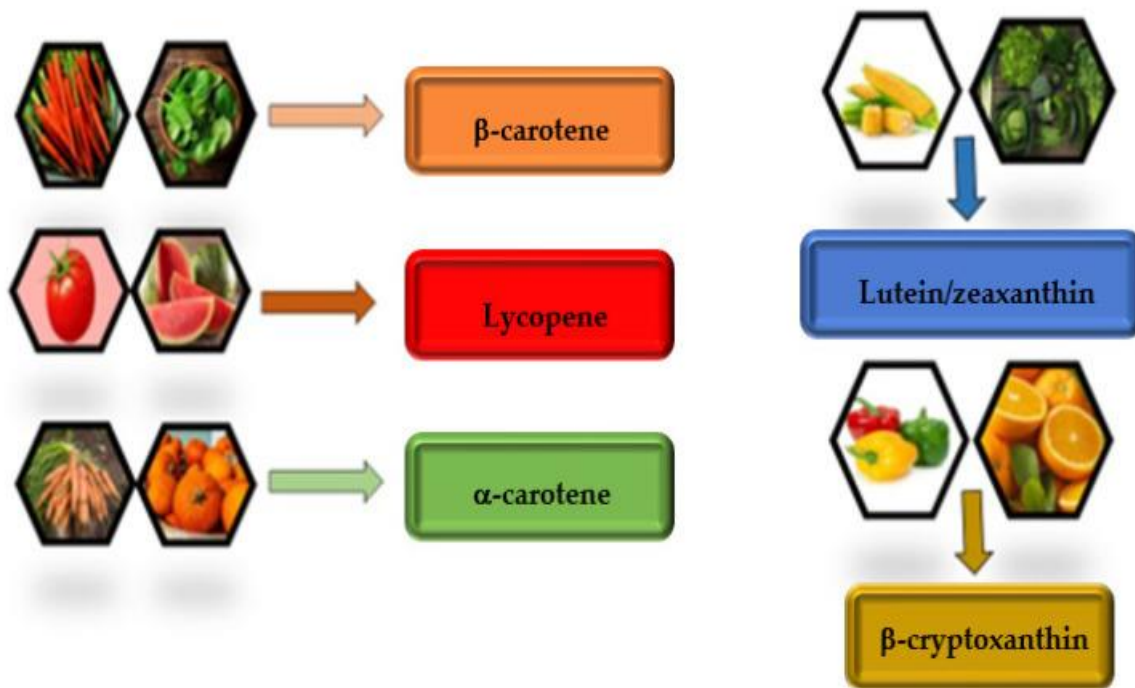 β-carotene
Lycopene
α-carotene
Lutein/zeaxanthin
β-cryptoxanthin